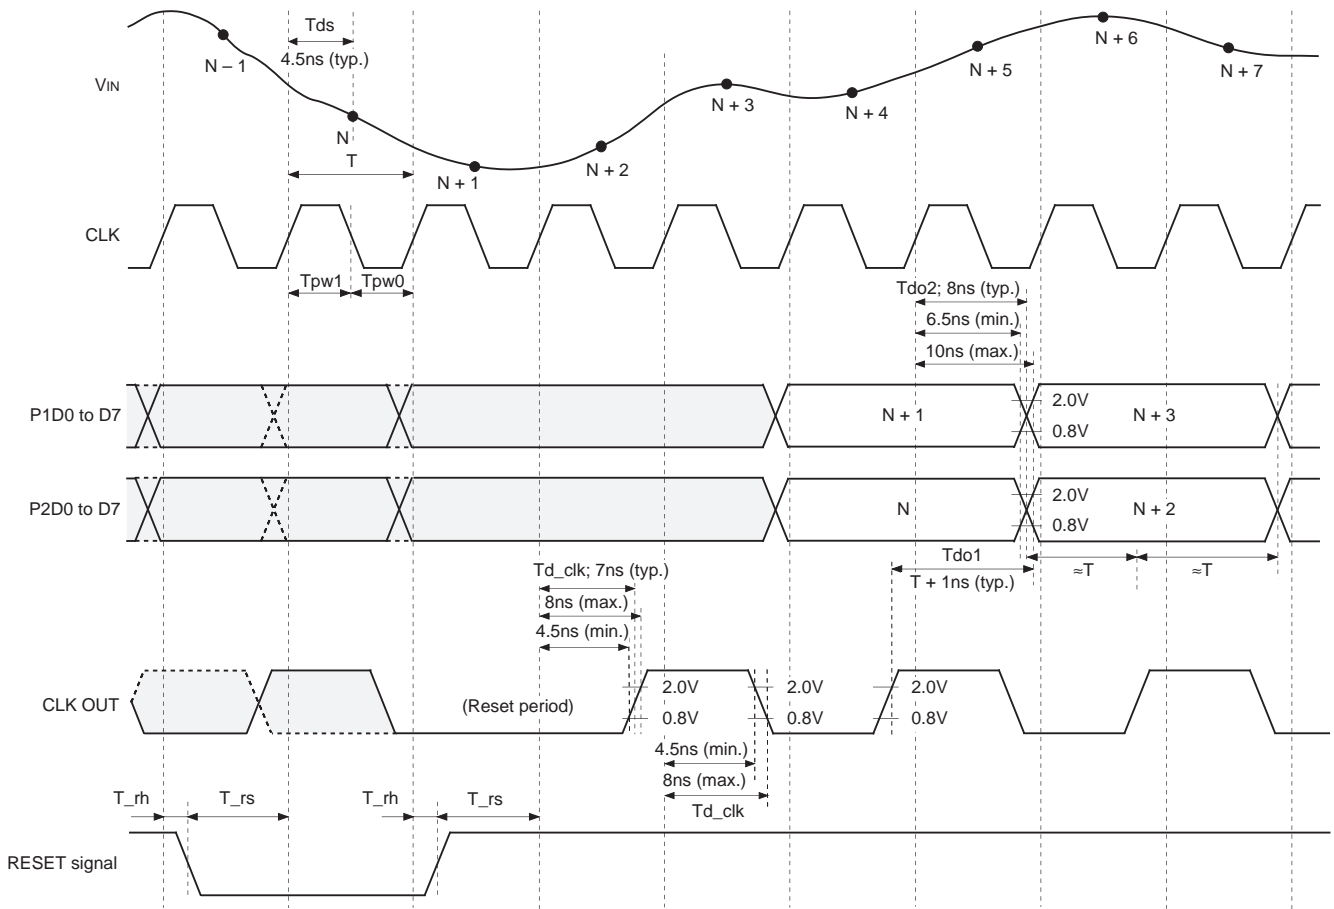 Tds
4.5ns (typ.)
N – 1
VIN
N
T
N + 1
N + 2
N + 3
N + 4
N + 5
N + 6
N + 7
CLK
Tpw1
Tpw0
Tdo2; 8ns (typ.)
6.5ns (min.)
10ns (max.)
P1D0 to D7
N + 1
2.0V
0.8V
N + 3
P2D0 to D7
N
2.0V
0.8V
N + 2
Tdo1
T + 1ns (typ.)
≈T
≈T
Td_clk; 7ns (typ.)
8ns (max.)
4.5ns (min.)
CLK OUT
(Reset period)
2.0V
0.8V
2.0V
0.8V
2.0V
0.8V
4.5ns (min.)
8ns (max.)
Td_clk
T_rh
T_rs
T_rh
T_rs
RESET signal